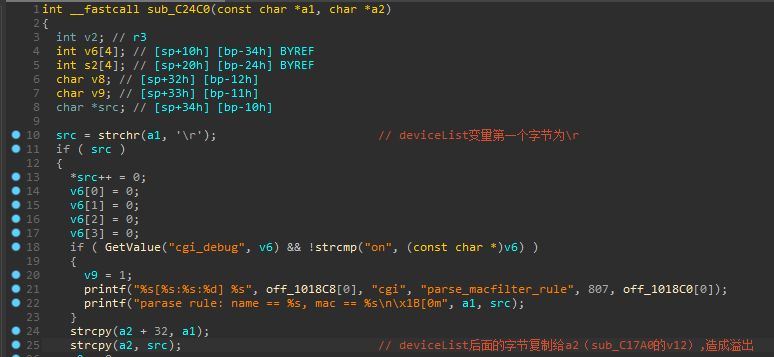 1 int __fastcall sub_C24C0(const char *a1, char *a2)
2 {
3 int v2; // r3
4 int v6[4]; // [sp+10h] [bp-34h] BYREF
5 int s2[4]; // [sp+20h] [bp-24h] BYREF
6 char v8; // [sp+32h] [bp-12h]
7 char v9; // [sp+33h] [bp-11h]
8 char *src; // [sp+34h] [bp-10h]
9
10 src = strchr(a1, '\r'); // deviceList变量第一个字节为\r
11 if ( src )
12 {
13 *src++ = 0;
14 v6[0] = 0;
15 v6[1] = 0;
16 v6[2] = 0;
17 v6[3] = 0;
18 if ( GetValue("cgi_debug", v6) && !strcmp("on", (const char *)v6) )
19 {
20 v9 = 1;
21 printf("%s[%s:%s:%d] %s", off_1018C8[0], "cgi", "parse_macfilter_rule", 807, off_1018C0[0]);
22 printf("parase rule: name == %s, mac == %s\n\x1B[0m", a1, src);
23 }
24 strcpy(a2 + 32, a1);
25 strcpy(a2, src); // deviceList后面的字节复制给a2（sub_C17A0的v12）,造成溢出